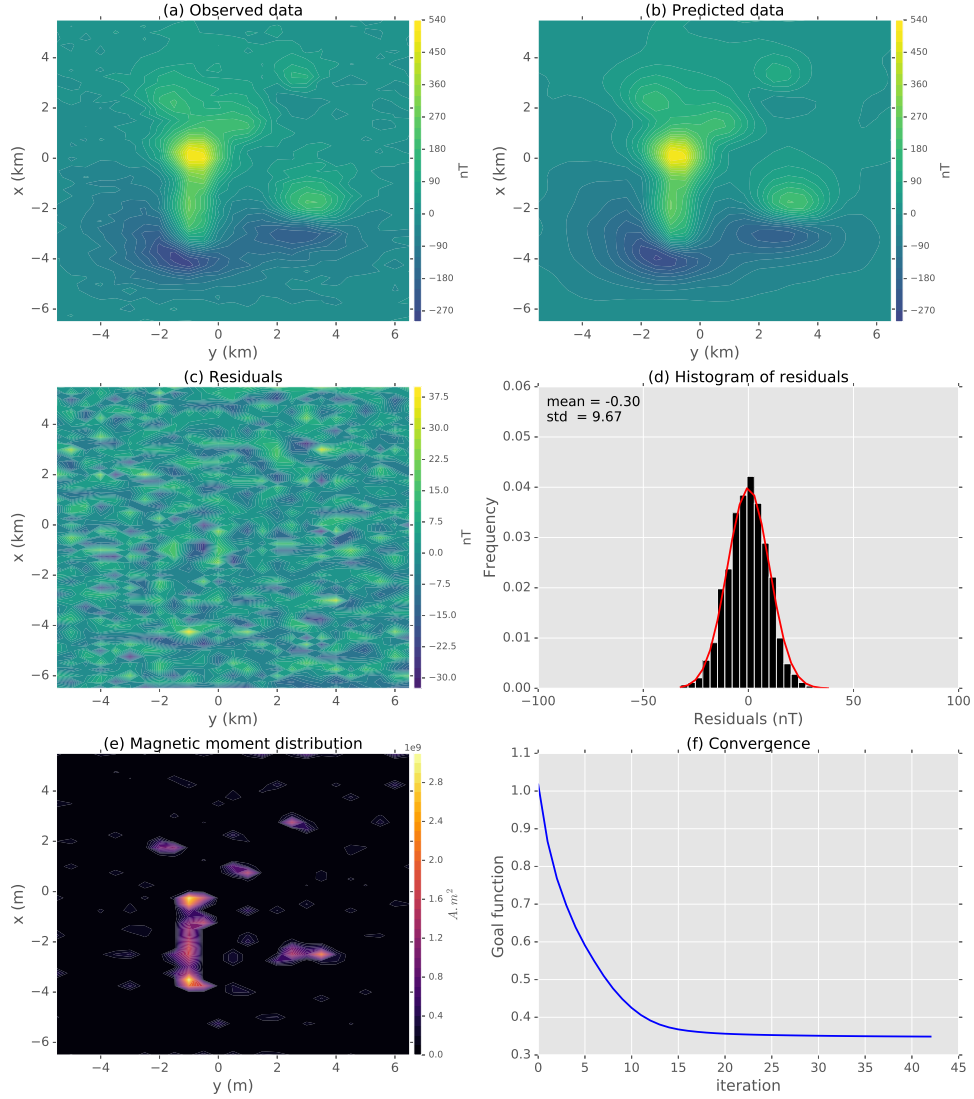 (a) Observed data
4
2
0
−2
−4
−6
x (km)
−4 −2 0 2 4 6
y (km)
540
450
360
270
180
90
0
−90
−180
−270
nT
(b) Predicted data
4
2
0
−2
−4
−6
x (km)
−4 −2 0 2 4 6
y (km)
540
450
360
270
180
90
0
−90
−180
−270
nT
(c) Residuals
4
2
0
−2
−4
−6
x (km)
−4 −2 0 2 4 6
y (km)
37.5
30.0
22.5
15.0
7.5
0.0
−7.5
−15.0
−22.5
−30.0
nT
(d) Histogram of residuals
mean = -0.30
std = 9.67
0.06
0.05
0.04
0.03
0.02
0.01
0.00
Frequency
−100 −50 0 50 100
Residuals (nT)
(e) Magnetic moment distribution
4
2
0
−2
−4
−6
x (m)
−4 −2 0 2 4 6
y (m)
1e9
2.8
2.4
2.0
1.6
1.2
0.8
0.4
0.0
A.m²
(f) Convergence
1.1
1.0
0.9
0.8
0.7
0.6
0.5
0.4
0.3
Goal function
0 5 10 15 20 25 30 35 40 45
iteration